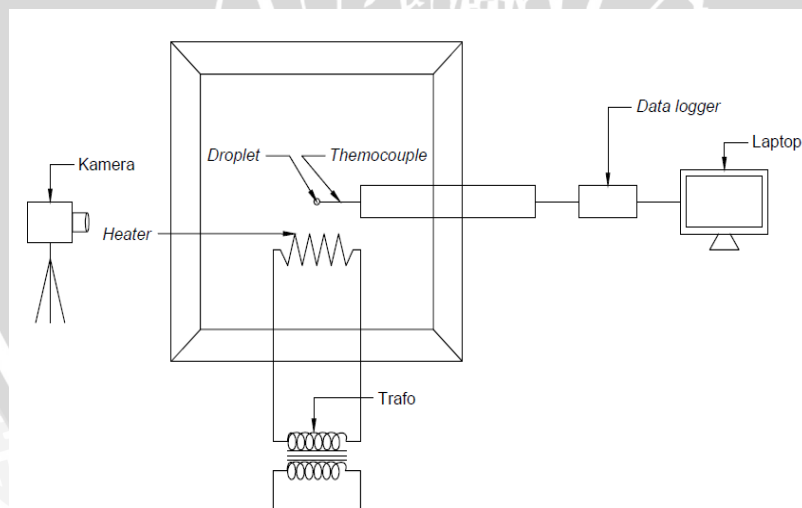 Data logger
Laptop
Droplet
Themocouple
Kamera
Heater
Trafo